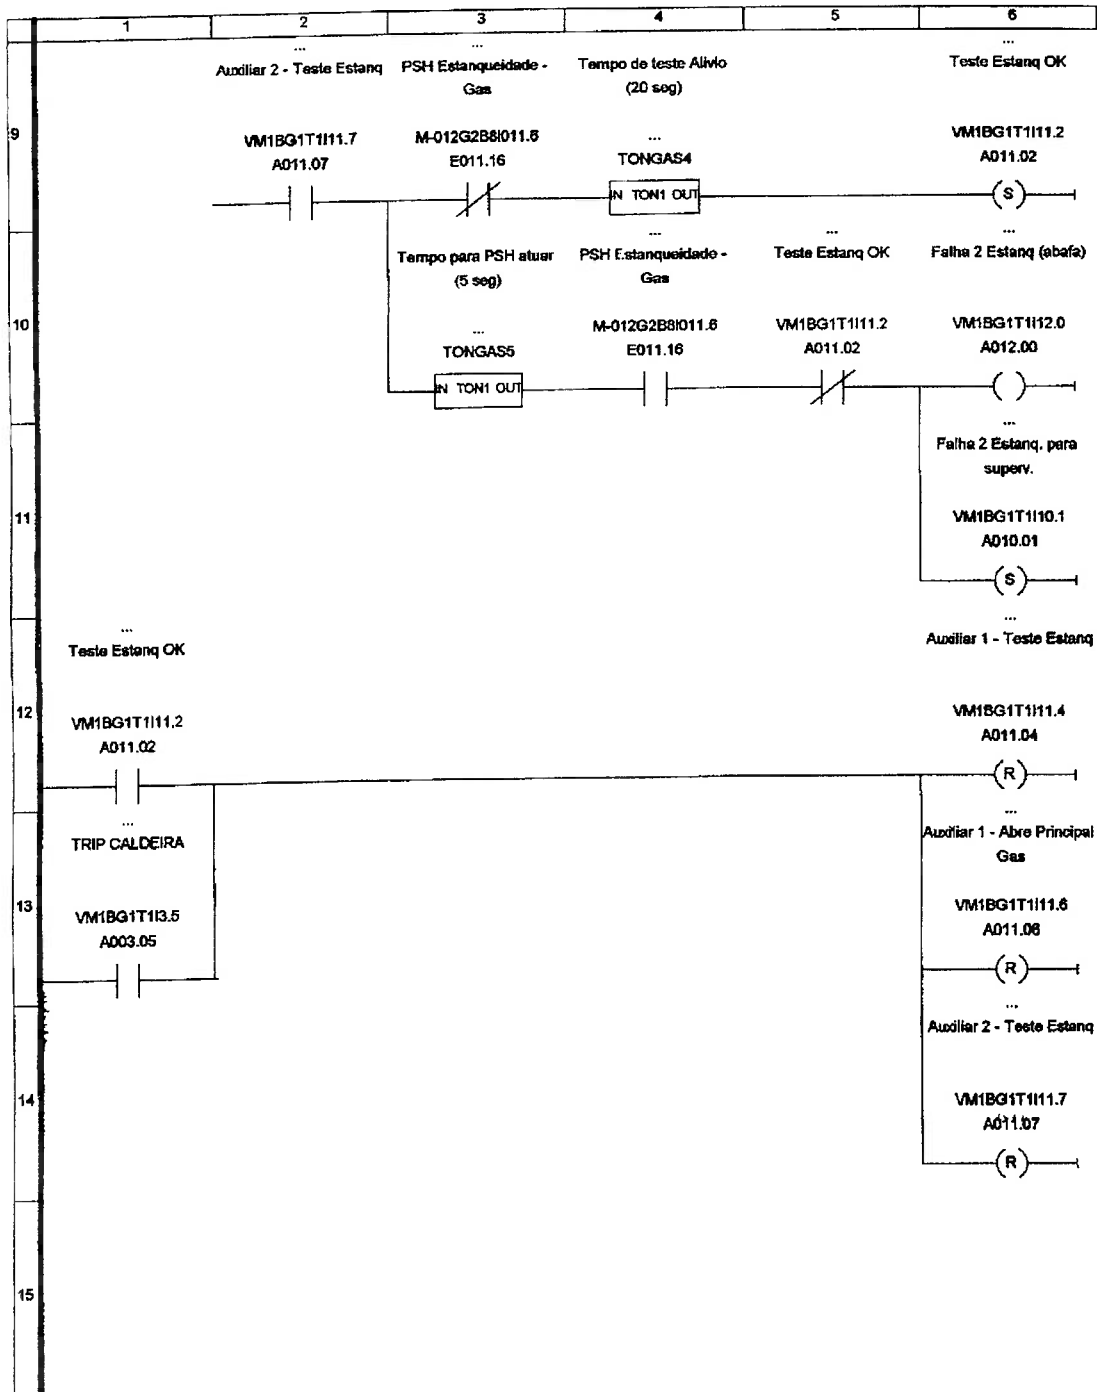 1 2 3 4 5 6
... ... ... ...
Auxiliar 2 - Teste Estanq PSH Estanqueidade - Tempo de teste Alivio Teste Estanq OK
Gas (20 seg)
9
VM1BG1T1I11.7 M-012G2B8I011.6 ... VM1BG1T1I11.2
A011.07 E011.16 TONGAS4 A011.02
IN TON1 OUT (S)
... ... ...
Tempo para PSH atuar PSH Estanqueidade - Teste Estanq OK Falha 2 Estanq (abafa)
(5 seg) Gas
10
... M-012G2B8I011.6 VM1BG1T1I11.2 VM1BG1T1I12.0
TONGAS5 E011.16 A011.02 A012.00
IN TON1 OUT ( )
...
Falha 2 Estanq. para
superv.
11
VM1BG1T1I10.1
A010.01
(S)
... ...
Teste Estanq OK Auxiliar 1 - Teste Estanq
12
VM1BG1T1I11.2 VM1BG1T1I11.4
A011.02 A011.04
(R)
... ...
TRIP CALDEIRA Auxiliar 1 - Abre Principal
Gas
13
VM1BG1T1I3.5 VM1BG1T1I11.6
A003.05 A011.06
(R)
...
Auxiliar 2 - Teste Estanq
14
VM1BG1T1I11.7
A011.07
(R)
15